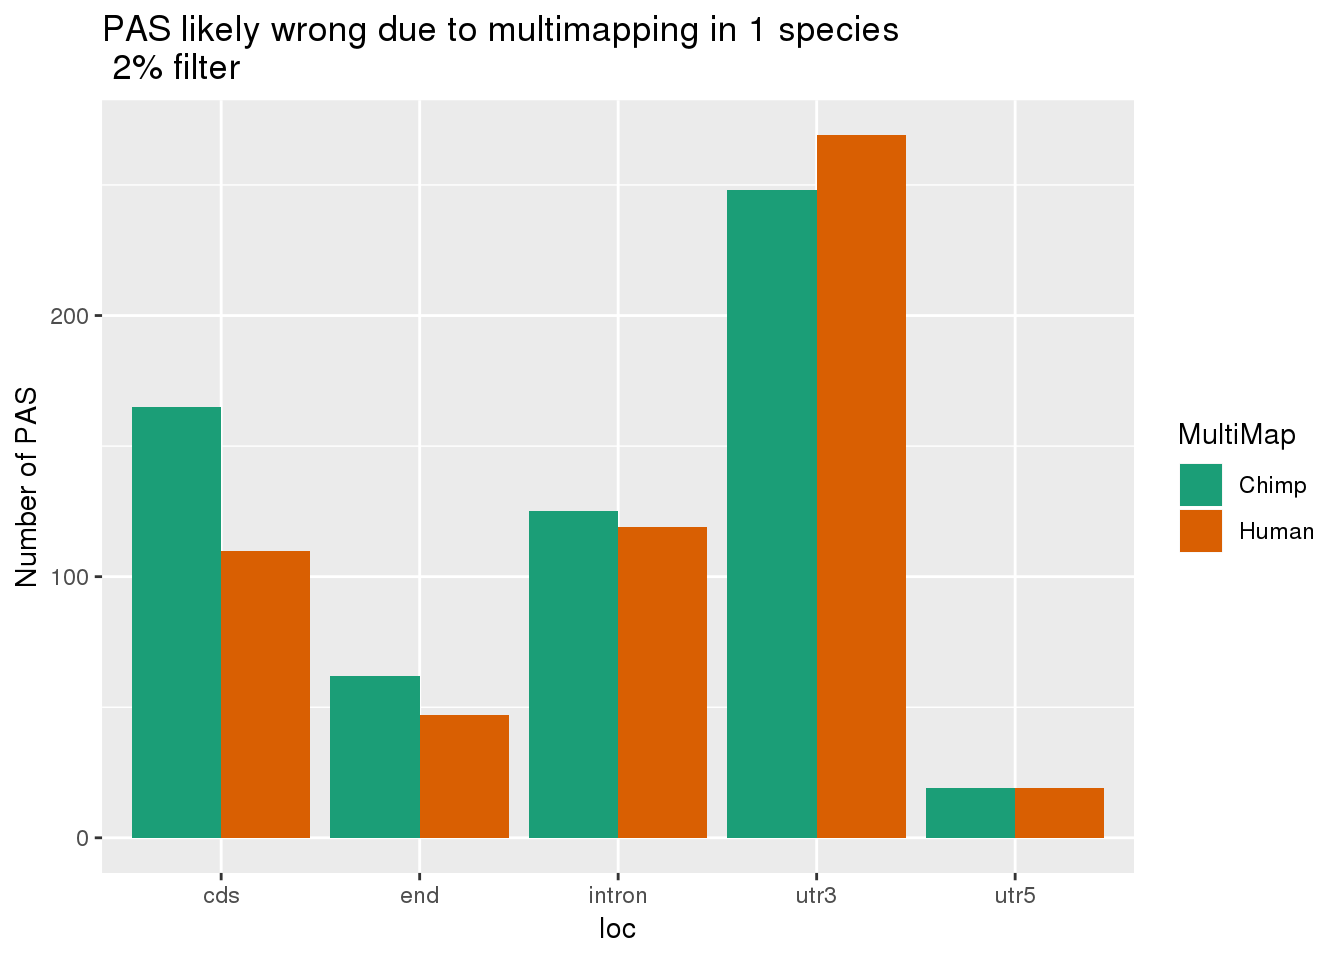 PAS likely wrong due to multimapping in 1 species
2% filter
Number of PAS
200
100
0
cds
end
intron
utr3
utr5
loc
MultiMap
Chimp
Human